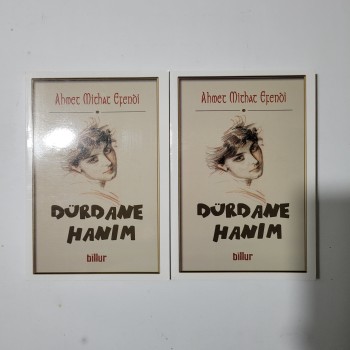 Ahmet Mithat Efendi
DÜRDANE
HANIM
billur
Ahmet Mithat Efendi
DÜRDANE
HANIM
billur